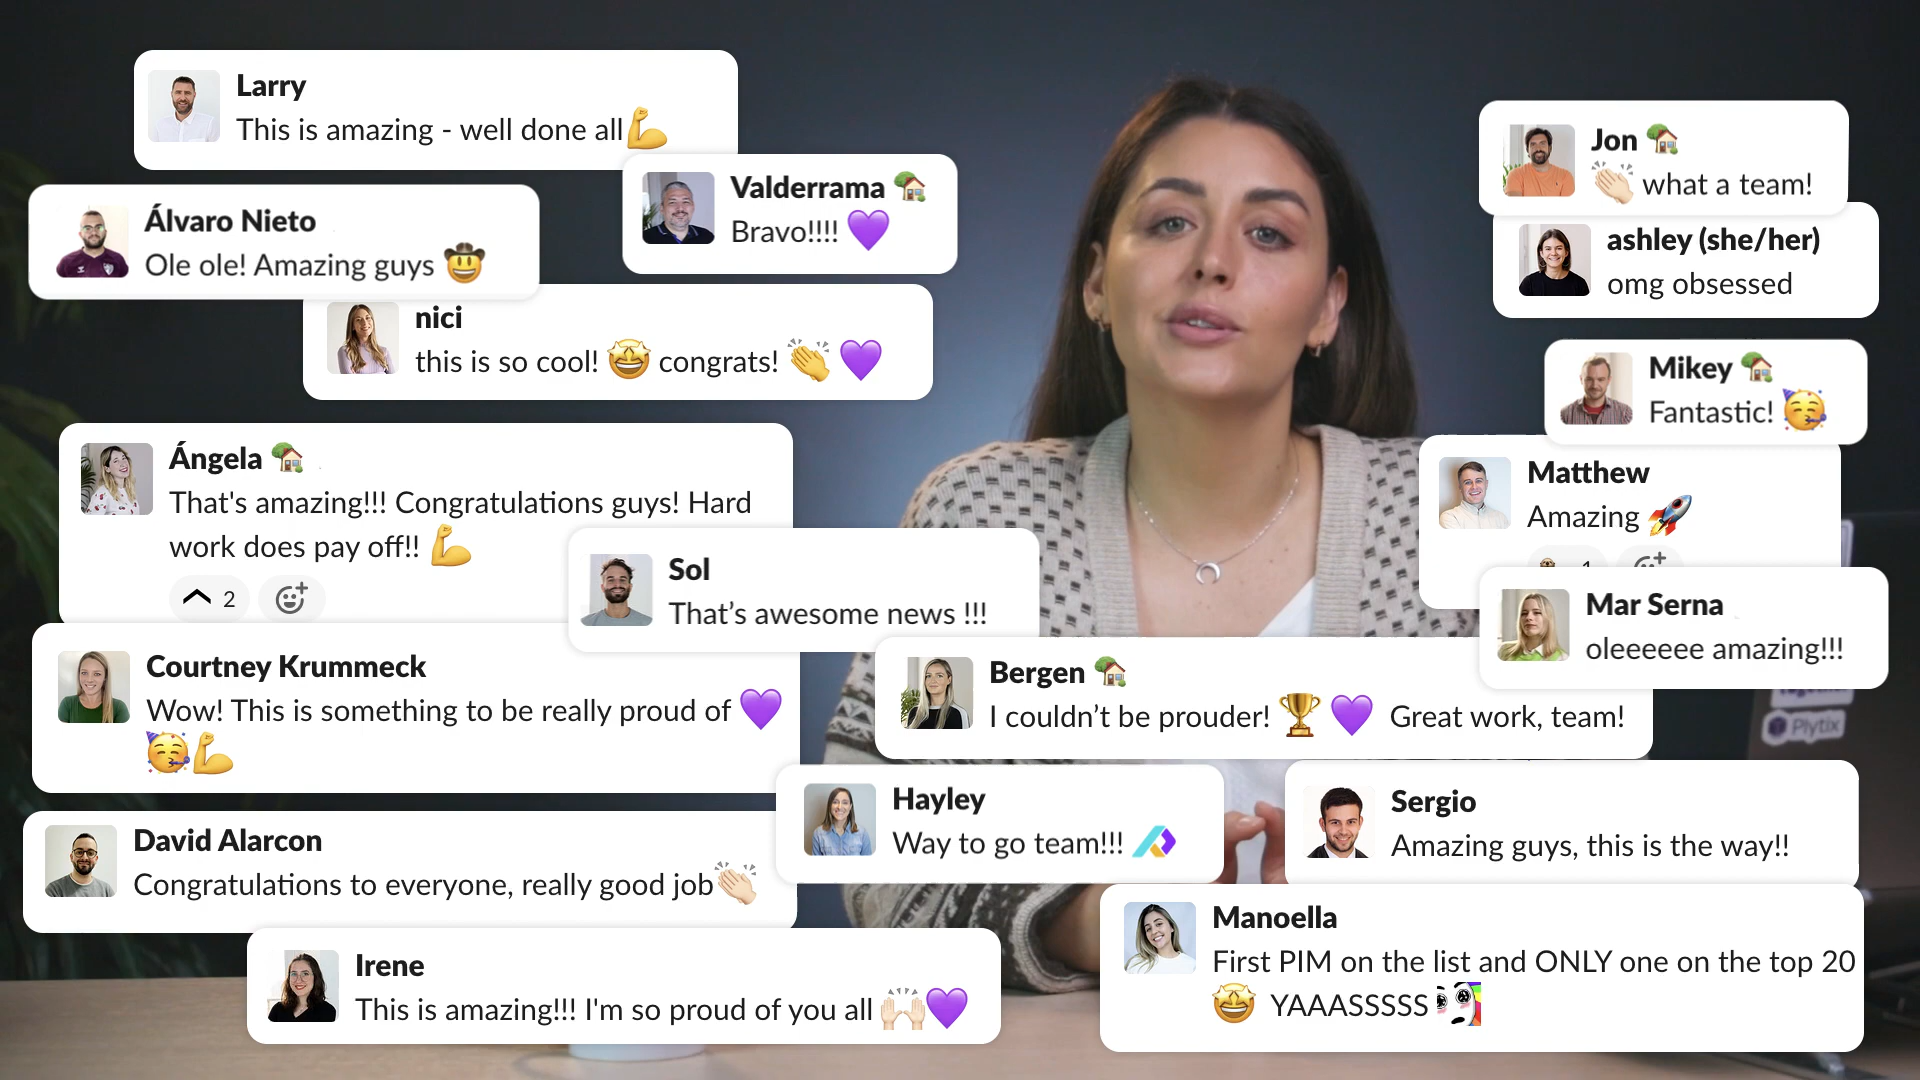 Larry
This is amazing - well done all💪
Valderrama 🏡
Bravo!!!! 💜
Álvaro Nieto
Ole ole! Amazing guys 🤠
nici
this is so cool! 🤩 congrats! 👏 💜
Ángela 🏡
That's amazing!!! Congratulations guys! Hard
work does pay off!! 💪
2
Sol
That’s awesome news !!!
Courtney Krummeck
Wow! This is something to be really proud of 💜
🥳💪
David Alarcon
Congratulations to everyone, really good job👏🏻
Irene
This is amazing!!! I'm so proud of you all 🙌🏻💜
Jon 🏡
👏🏻 what a team!
ashley (she/her)
omg obsessed
Mikey 🏡
Fantastic! 🥳
Matthew
Amazing 🚀
Mar Serna
oleeeeee amazing!!!
Bergen 🏡
I couldn’t be prouder! 🏆 💜 Great work, team!
Plytix
Hayley
Way to go team!!!
Sergio
Amazing guys, this is the way!!
Manoella
First PIM on the list and ONLY one on the top 20
🤩 YAAASSSSS